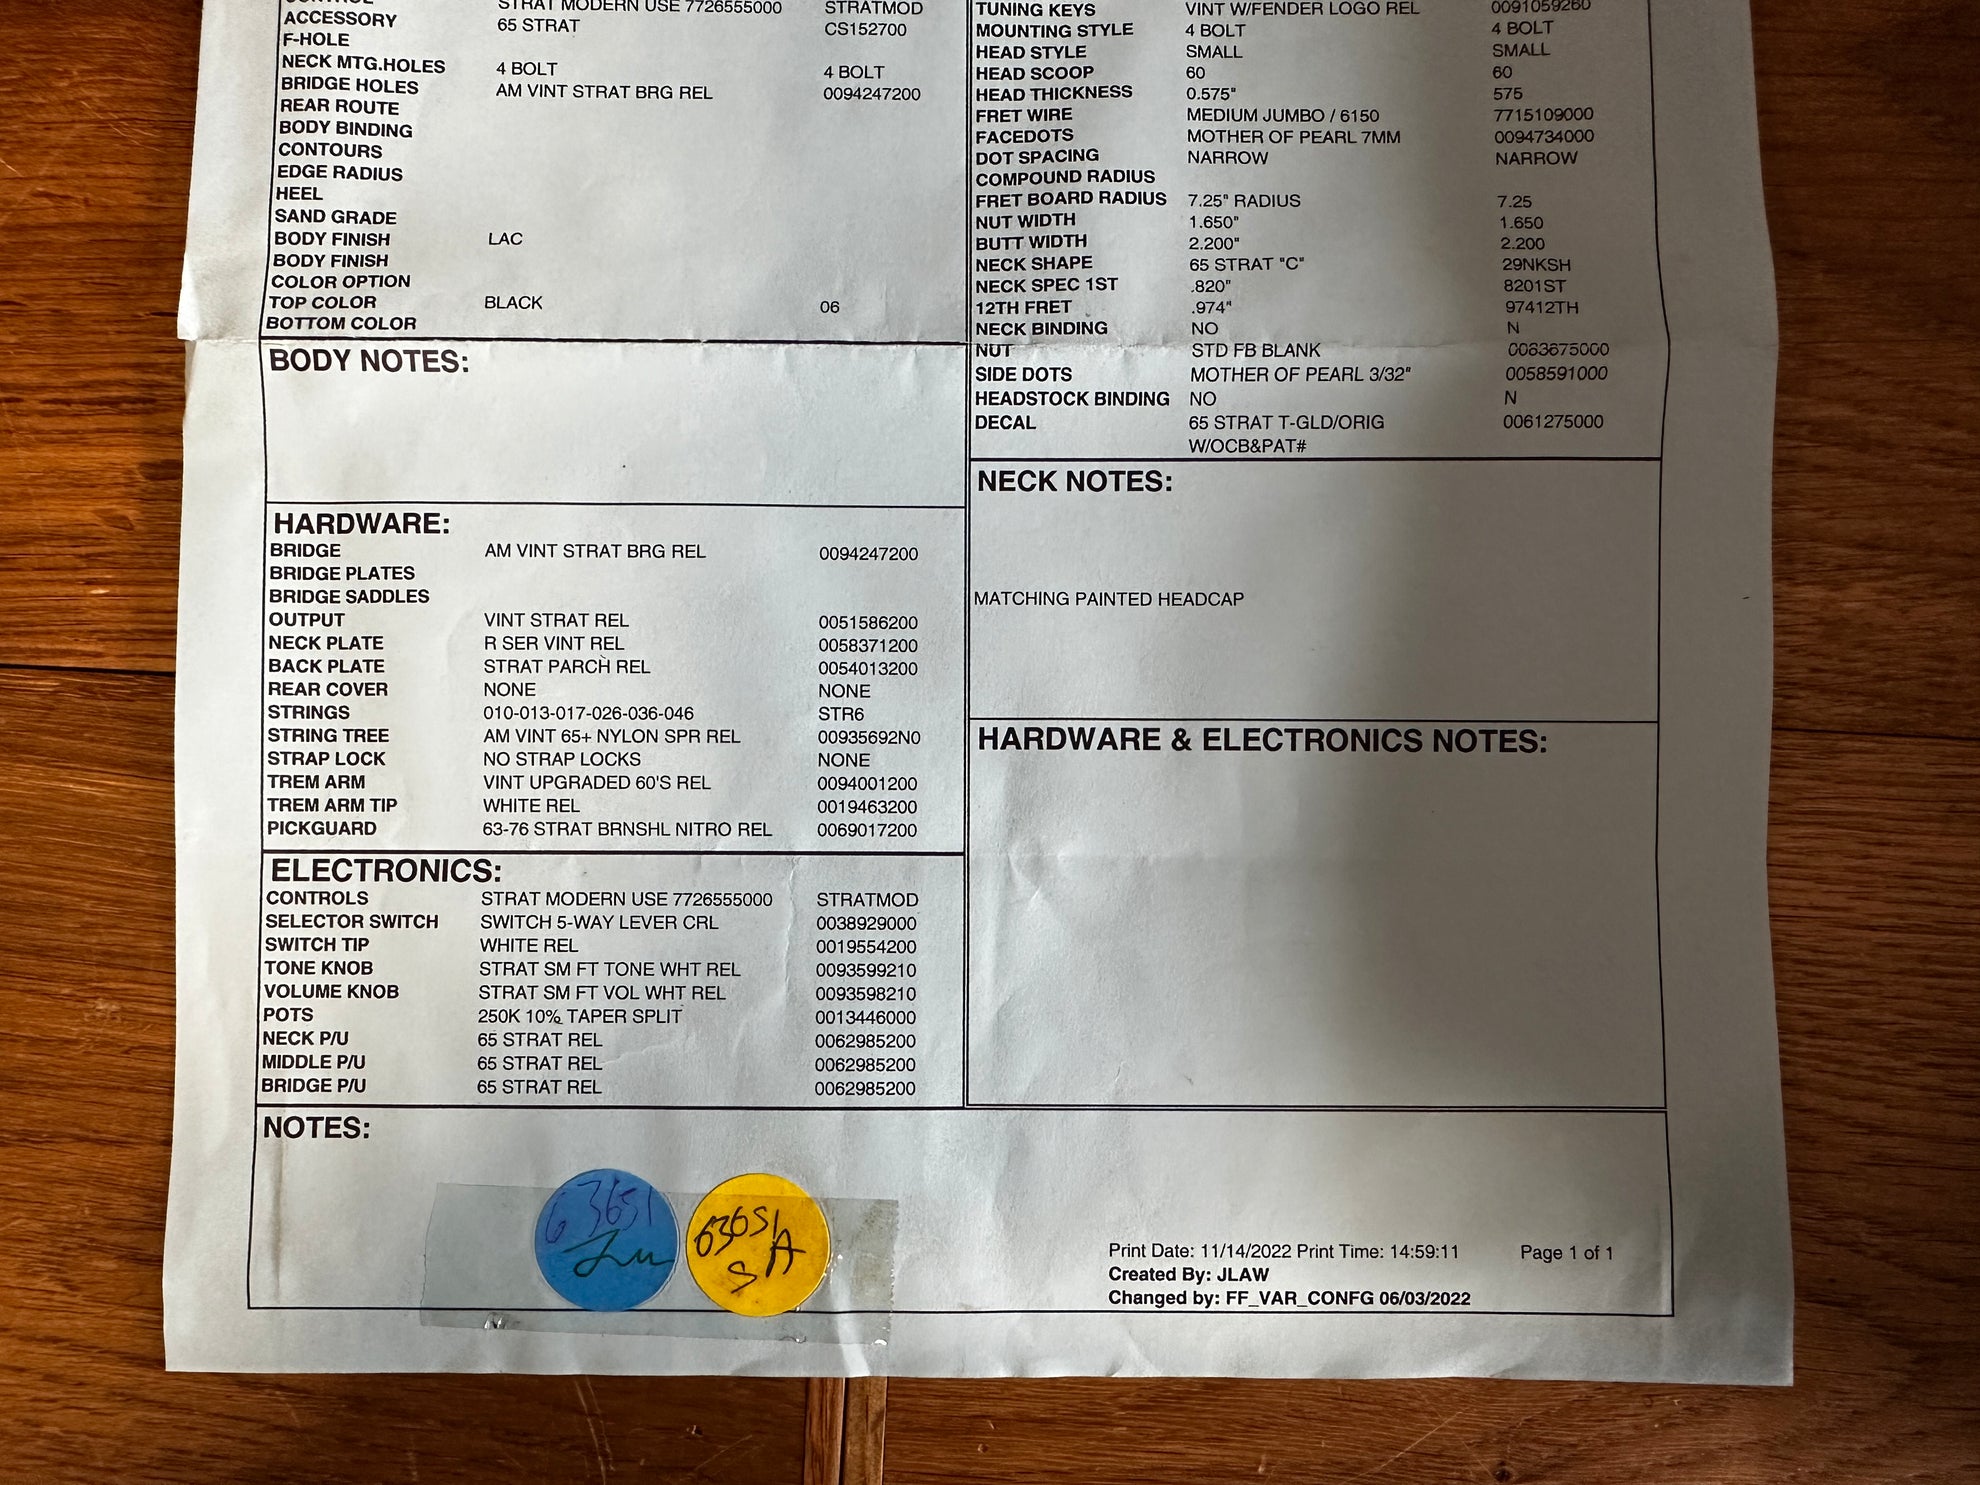 STRAT MODERN USE 7726555000 STRATMOD
ACCESSORY 65 STRAT CS152700
F-HOLE
NECK MTG.HOLES 4 BOLT 4 BOLT
BRIDGE HOLES AM VINT STRAT BRG REL 0094247200
REAR ROUTE
BODY BINDING
CONTOURS
EDGE RADIUS
HEEL
SAND GRADE
BODY FINISH LAC
BODY FINISH
COLOR OPTION
TOP COLOR BLACK 06
BOTTOM COLOR
BODY NOTES:
HARDWARE:
BRIDGE AM VINT STRAT BRG REL 0094247200
BRIDGE PLATES
BRIDGE SADDLES
OUTPUT VINT STRAT REL 0051586200
NECK PLATE R SER VINT REL 0058371200
BACK PLATE STRAT PARCH REL 0054013200
REAR COVER NONE NONE
STRINGS 010-013-017-026-036-046 STR6
STRING TREE AM VINT 65+ NYLON SPR REL 00935692N0
STRAP LOCK NO STRAP LOCKS NONE
TREM ARM VINT UPGRADED 60'S REL 0094001200
TREM ARM TIP WHITE REL 0019463200
PICKGUARD 63-76 STRAT BRNSHL NITRO REL 0069017200
ELECTRONICS:
CONTROLS STRAT MODERN USE 7726555000 STRATMOD
SELECTOR SWITCH SWITCH 5-WAY LEVER CRL 0038929000
SWITCH TIP WHITE REL 0019554200
TONE KNOB STRAT SM FT TONE WHT REL 0093599210
VOLUME KNOB STRAT SM FT VOL WHT REL 0093598210
POTS 250K 10% TAPER SPLIT 0013446000
NECK P/U 65 STRAT REL 0062985200
MIDDLE P/U 65 STRAT REL 0062985200
BRIDGE P/U 65 STRAT REL 0062985200
TUNING KEYS VINT W/FENDER LOGO REL 0091059260
MOUNTING STYLE 4 BOLT 4 BOLT
HEAD STYLE SMALL SMALL
HEAD SCOOP 60 60
HEAD THICKNESS 0.575" 575
FRET WIRE MEDIUM JUMBO / 6150 7715109000
FACEDOTS MOTHER OF PEARL 7MM 0094734000
DOT SPACING NARROW NARROW
COMPOUND RADIUS
FRET BOARD RADIUS 7.25" RADIUS 7.25
NUT WIDTH 1.650" 1.650
BUTT WIDTH 2.200" 2.200
NECK SHAPE 65 STRAT "C" 29NKSH
NECK SPEC 1ST .820" 8201ST
12TH FRET .974" 97412TH
NECK BINDING NO N
NUT STD FB BLANK 0083675000
SIDE DOTS MOTHER OF PEARL 3/32" 0058591000
HEADSTOCK BINDING NO N
DECAL 65 STRAT T-GLD/ORIG 0061275000
W/OCB&PAT#
NECK NOTES:
MATCHING PAINTED HEADCAP
HARDWARE & ELECTRONICS NOTES:
NOTES:
63651
63651
S A
Print Date: 11/14/2022 Print Time: 14:59:11 Page 1 of 1
Created By: JLAW
Changed by: FF_VAR_CONFG 06/03/2022